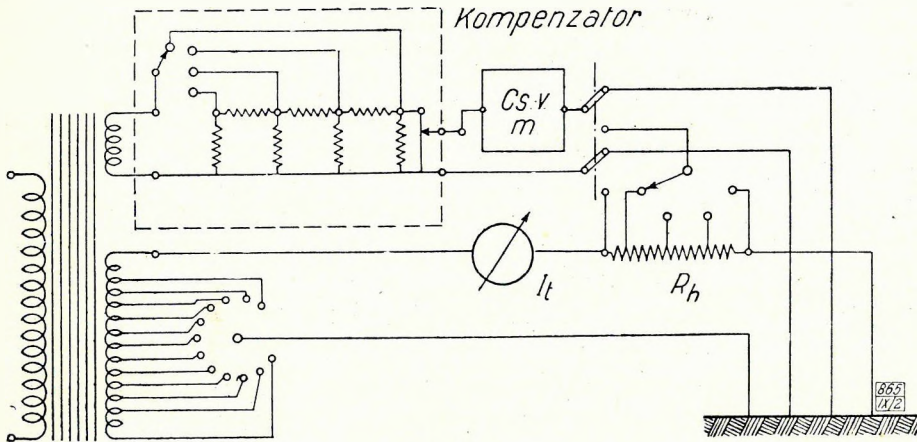 Kompenzator
Cs. v.
m
It
Rh
865
IX/2